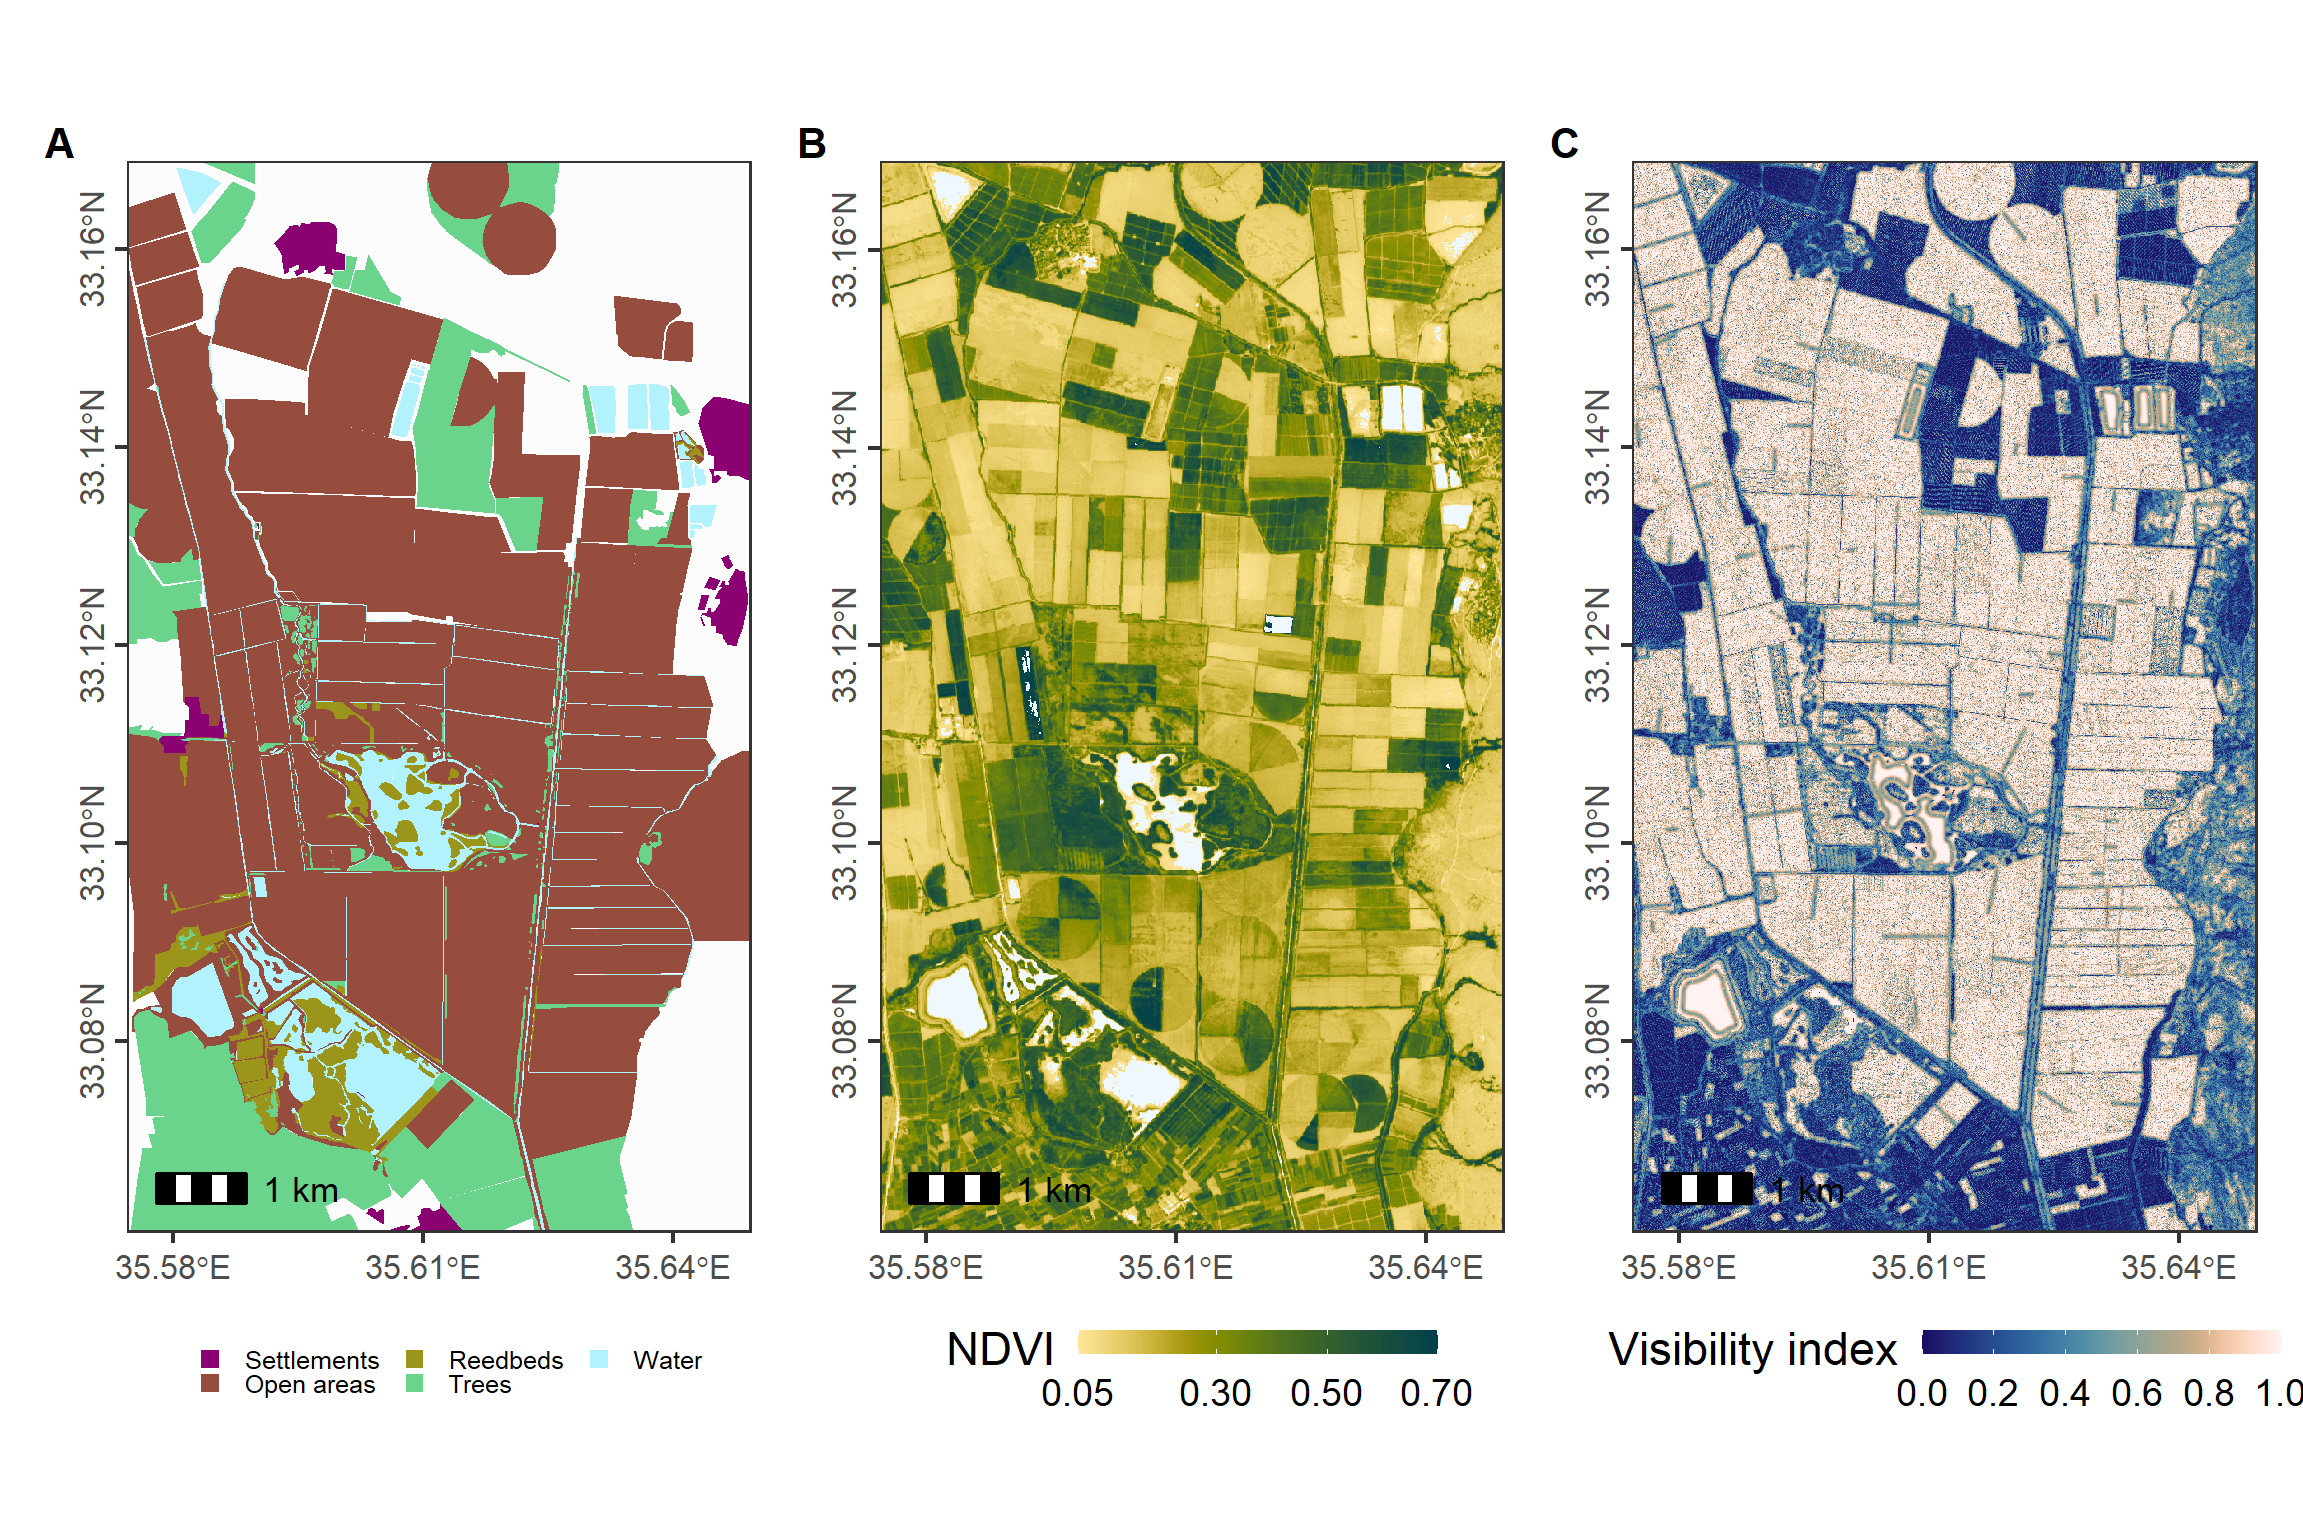 A
B
C
33.16°N
33.14°N
33.12°N
33.10°N
33.08°N
33.16°N
33.14°N
33.12°N
33.10°N
33.08°N
33.16°N
33.14°N
33.12°N
33.10°N
33.08°N
1 km
1 km
1 km
35.58°E 35.61°E 35.64°E
35.58°E 35.61°E 35.64°E
35.58°E 35.61°E 35.64°E
Settlements Reedbeds Water
Open areas Trees
NDVI
0.05 0.30 0.50 0.70
Visibility index
0.0 0.2 0.4 0.6 0.8 1.0